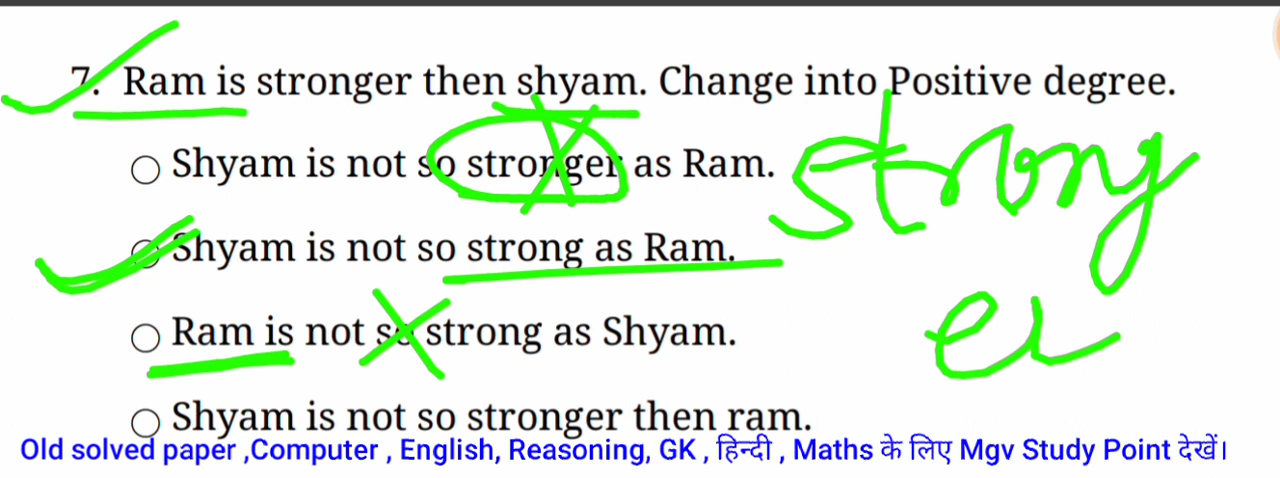 7. Ram is stronger then shyam. Change into Positive degree.
Shyam is not so stronger as Ram.
strong
Shyam is not so strong as Ram.
Ram is not so strong as Shyam.
er
Shyam is not so stronger then ram.
Old solved paper ,Computer , English, Reasoning, GK , हिन्दी , Maths के लिए Mgv Study Point देखें।